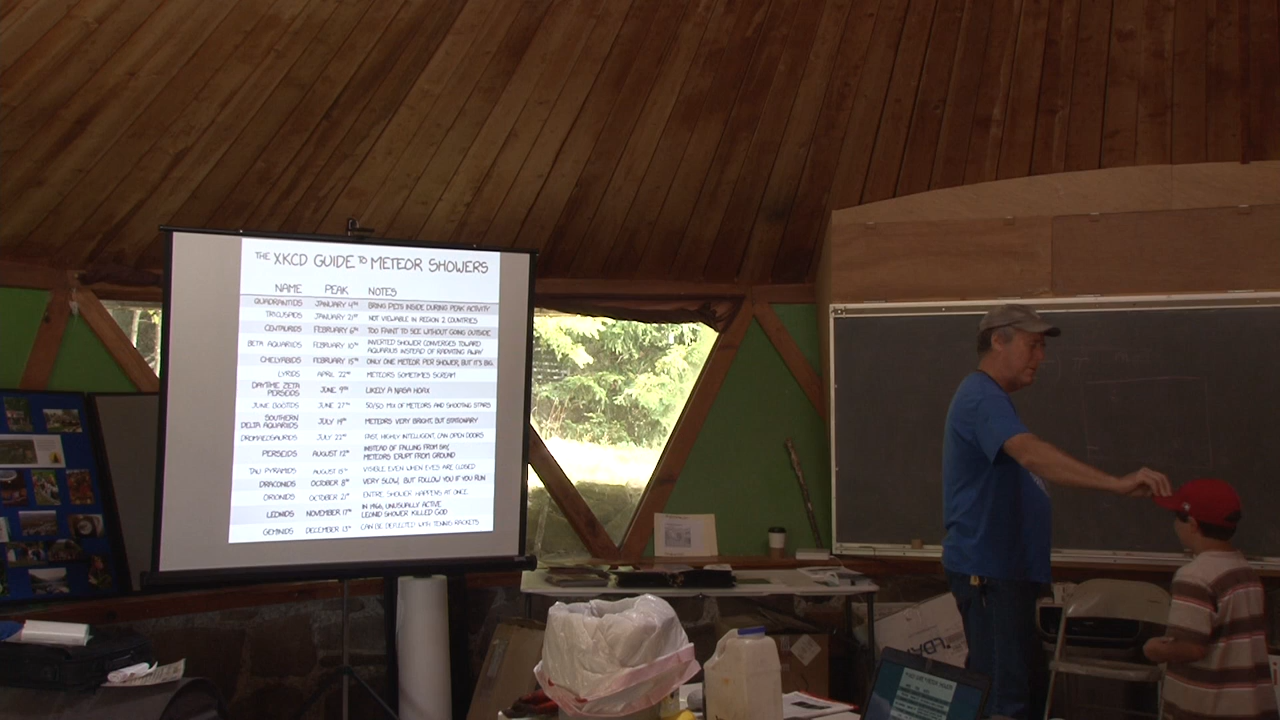 THE XKCD GUIDE TO METEOR SHOWERS
NAME PEAK NOTES
QUADRANTIDS JANUARY 4TH BRING PETS INSIDE DURING PEAK ACTIVITY
TRICUSPIDS JANUARY 21ST NOT VIEWABLE IN REGION 2 COUNTRIES
CENTAURIDS FEBRUARY 6TH TOO FAINT TO SEE WITHOUT GOING OUTSIDE
BETA AQUARIIDS FEBRUARY 10TH INVERTED SHOWER CONVERGES TOWARD
AQUARIUS INSTEAD OF RADIATING AWAY
CHELYABIDS FEBRUARY 15TH ONLY ONE METEOR PER SHOWER, BUT IT'S BIG.
LYRIDS APRIL 22ND METEORS SOMETIMES SCREAM
DAYTIME ZETA
PERSEIDS JUNE 9TH LIKELY A NASA HOAX
JUNE BOOTIDS JUNE 27TH 50/50 MIX OF METEORS AND SHOOTING STARS
SOUTHERN
DELTA AQUARIIDS JULY 19TH METEORS VERY BRIGHT, BUT STATIONARY
DROMAEOSAURIDS JULY 22ND FAST, HIGHLY INTELLIGENT, CAN OPEN DOORS
PERSEIDS AUGUST 12TH INSTEAD OF FALLING FROM SKY,
METEORS ERUPT FROM GROUND
TAU PYRAMIDS AUGUST 15TH VISIBLE EVEN WHEN EYES ARE CLOSED
DRACONIDS OCTOBER 8TH VERY SLOW, BUT FOLLOW YOU IF YOU RUN
ORIONIDS OCTOBER 21ST ENTIRE SHOWER HAPPENS AT ONCE
LEONIDS NOVEMBER 17TH IN 1966, UNUSUALLY ACTIVE
LEONID SHOWER KILLED GOD
GEMINIDS DECEMBER 13TH CAN BE DEFLECTED WITH TENNIS RACKETS